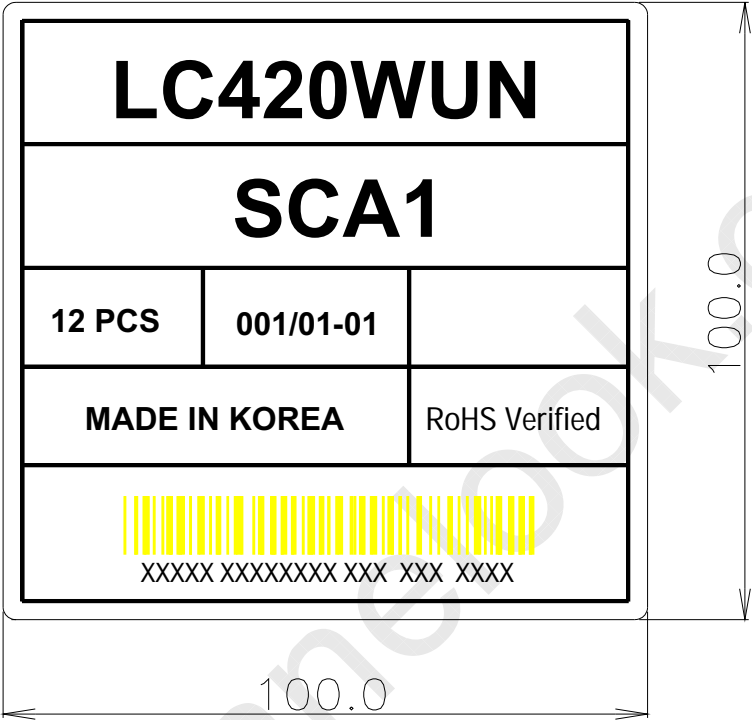 LC420WUN
SCA1
12 PCS 001/01-01
MADE IN KOREA RoHS Verified
XXXXX XXXXXXXX XXX XXX XXXX
100.0
100.0